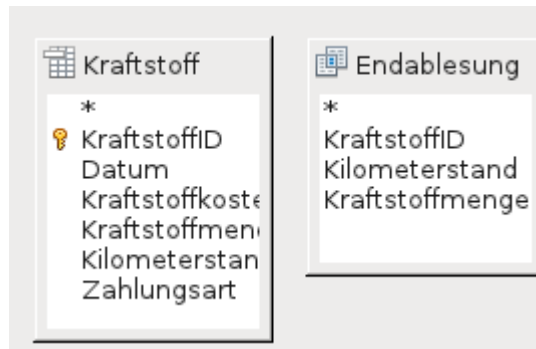 Kraftstoff
*
KraftstoffID
Datum
Kraftstoffkoste
Kraftstoffmen
Kilometerstan
Zahlungsart
Endablesung
*
KraftstoffID
Kilometerstand
Kraftstoffmenge